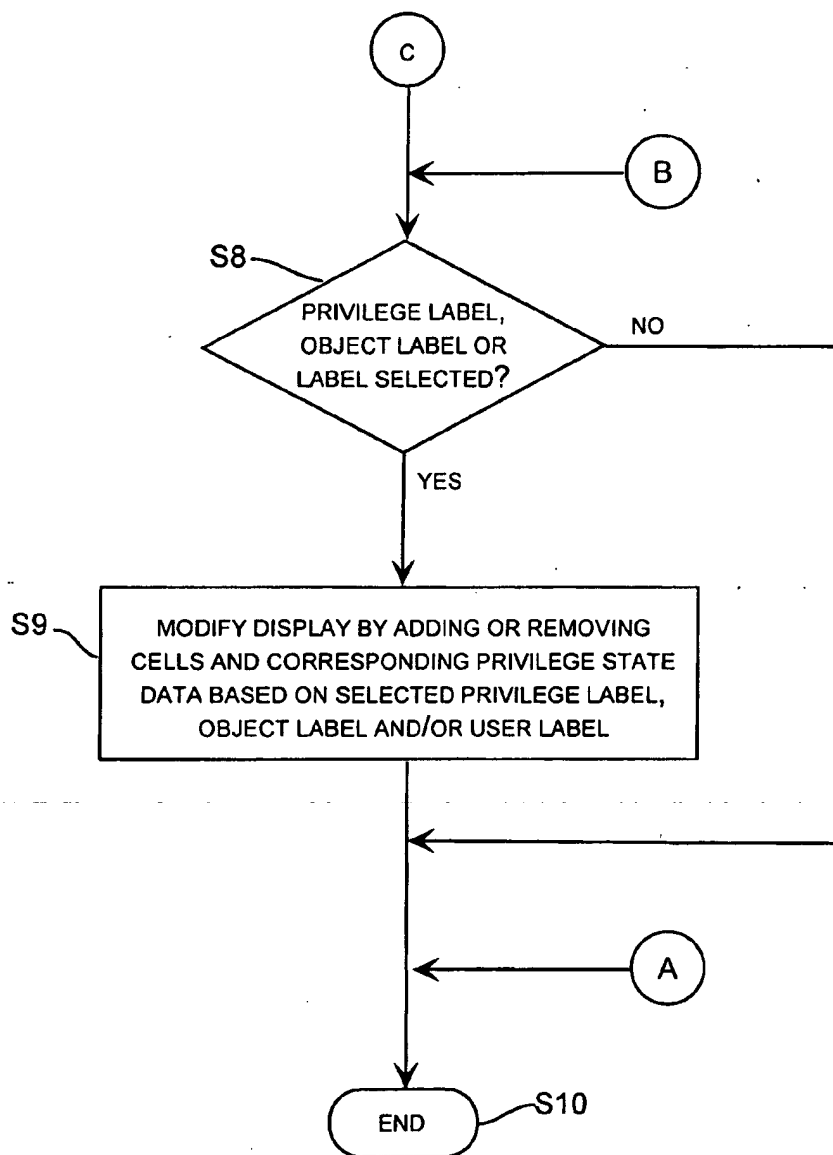 C
B
S8
PRIVILEGE LABEL,
OBJECT LABEL OR
LABEL SELECTED?
NO
YES
S9
MODIFY DISPLAY BY ADDING OR REMOVING
CELLS AND CORRESPONDING PRIVILEGE STATE
DATA BASED ON SELECTED PRIVILEGE LABEL,
OBJECT LABEL AND/OR USER LABEL
A
END
S10